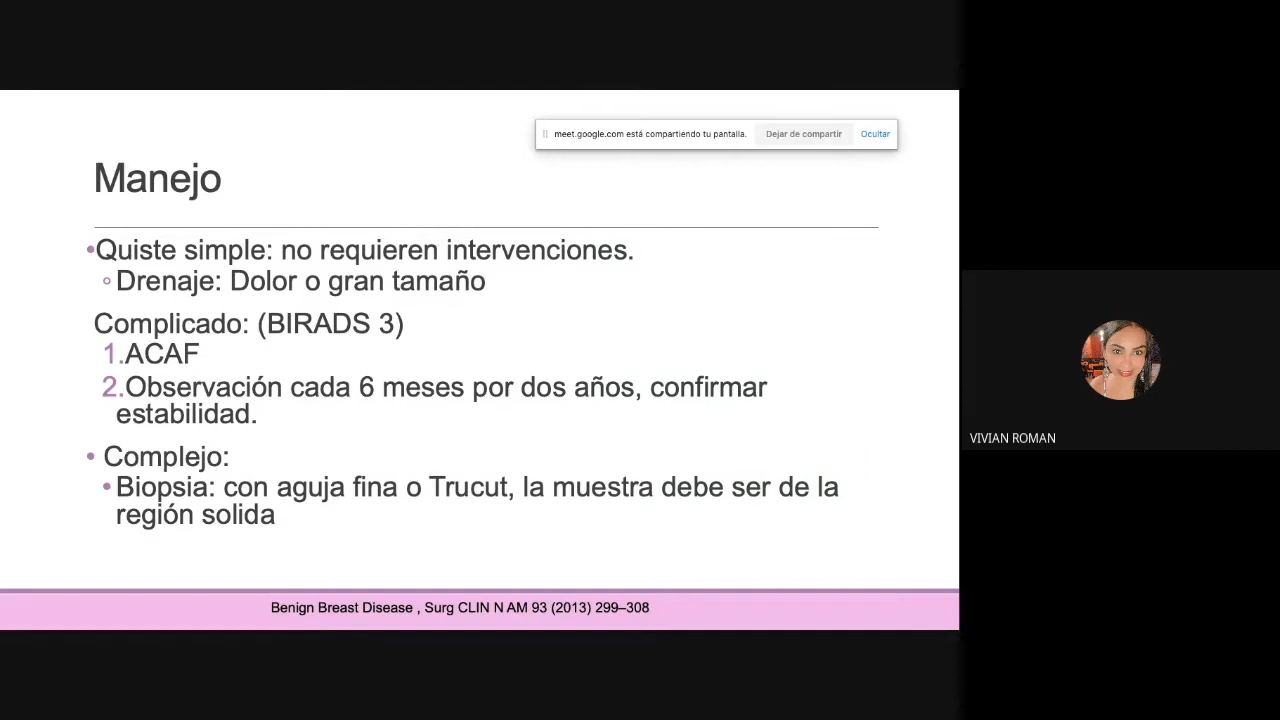 meet.google.com está compartiendo tu pantalla. Dejar de compartir Ocultar
Manejo
•Quiste simple: no requieren intervenciones.
◦Drenaje: Dolor o gran tamaño
Complicado: (BIRADS 3)
1.ACAF
2.Observación cada 6 meses por dos años, confirmar
estabilidad.
• Complejo:
•Biopsia: con aguja fina o Trucut, la muestra debe ser de la
región solida
Benign Breast Disease , Surg CLIN N AM 93 (2013) 299–308
VIVIAN ROMAN